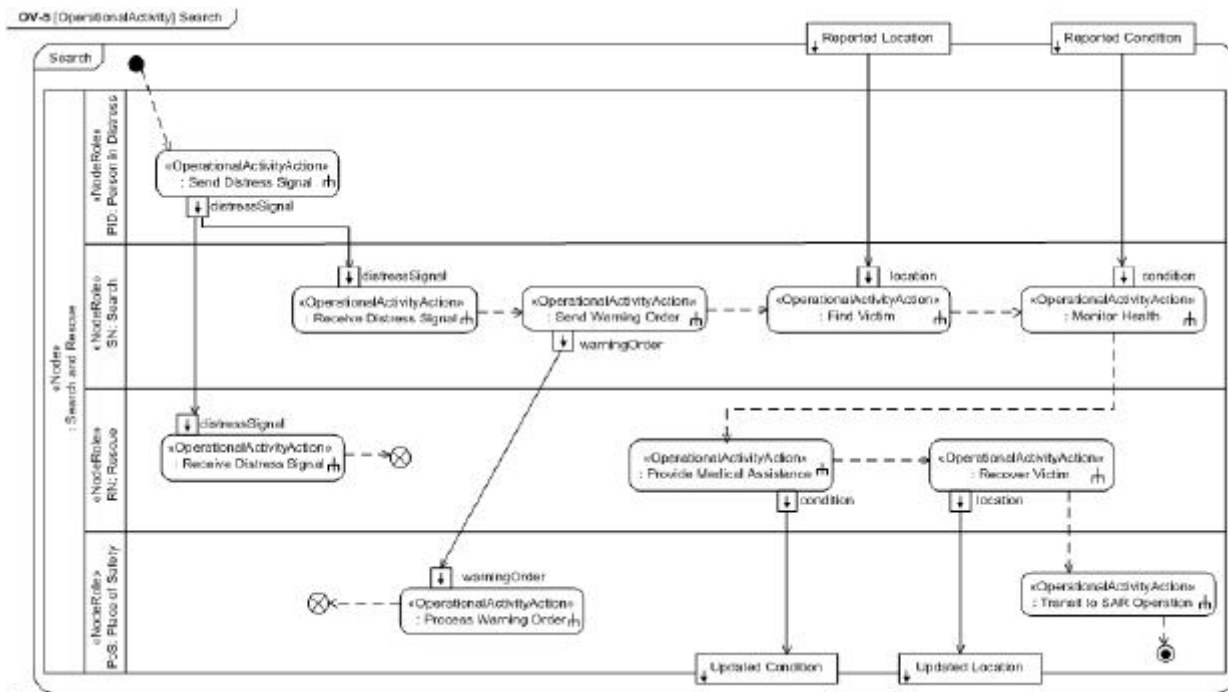 OV-5 [OperationalActivity] Search
Reported Location
Reported Condition
Search
«Node»
: Search and Rescue
«NodeRole»
PID: Person in Distress
«OperationalActivityAction»
: Send Distress Signal
distressSignal
«NodeRole»
SN: Search
distressSignal
«OperationalActivityAction»
: Receive Distress Signal
«OperationalActivityAction»
: Send Warning Order
warningOrder
location
«OperationalActivityAction»
: Find Victim
condition
«OperationalActivityAction»
: Monitor Health
«NodeRole»
RN: Rescue
distressSignal
«OperationalActivityAction»
: Receive Distress Signal
«OperationalActivityAction»
: Provide Medical Assistance
condition
«OperationalActivityAction»
: Recover Victim
location
«NodeRole»
PoS: Place of Safety
warningOrder
«OperationalActivityAction»
: Process Warning Order
«OperationalActivityAction»
: Transit to SAR Operation
Updated Condition
Updated Location